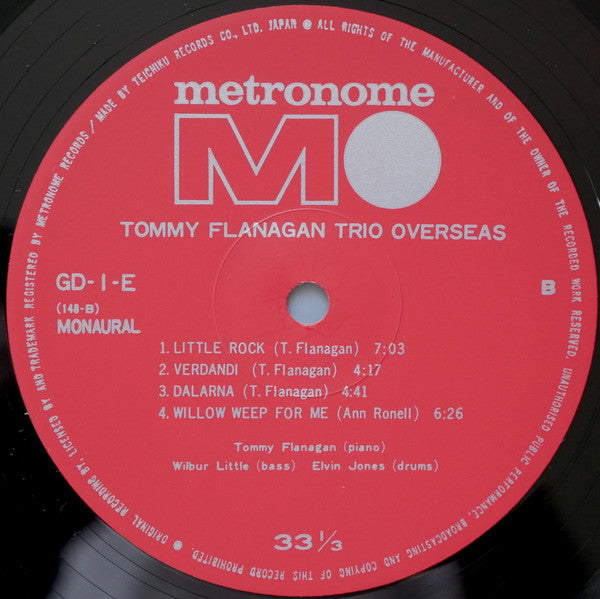 metronome
MO
TOMMY FLANAGAN TRIO OVERSEAS
GD-1-E
(148-B)
MONAURAL
B
1. LITTLE ROCK (T. Flanagan) 7:03
2. VERDANDI (T. Flanagan) 4:17
3. DALARNA (T. Flanagan) 4:41
4. WILLOW WEEP FOR ME (Ann Ronell) 6:26
Tommy Flanagan (piano)
Wilbur Little (bass) Elvin Jones (drums)
33 1/3
● ORIGINAL RECORDING BY, LICENSED BY AND TRADEMARK REGISTERED BY METRONOME RECORDS / MADE BY TEICHIKU RECORDS CO., LTD. JAPAN ● ALL RIGHTS OF THE MANUFACTURER AND OF THE OWNER OF THE RECORDED WORK RESERVED. UNAUTHORISED PUBLIC PERFORMANCE, BROADCASTING AND COPYING OF THIS RECORD PROHIBITED.